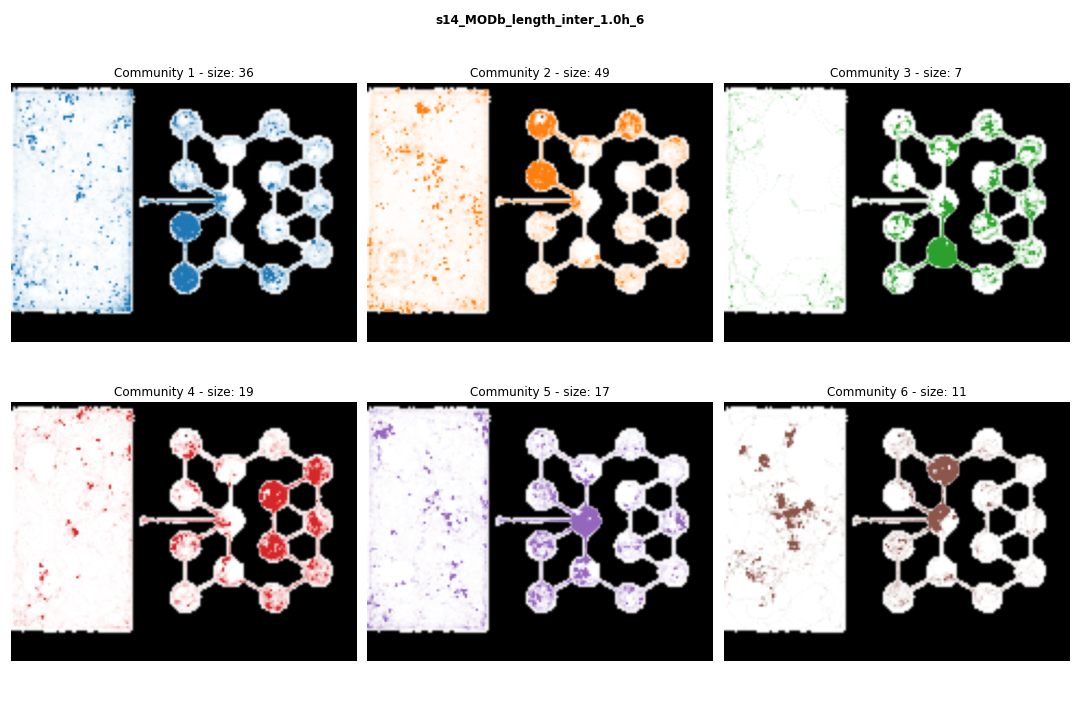 s14_MODb_length_inter_1.0h_6
Community 1 - size: 36
Community 2 - size: 49
Community 3 - size: 7
Community 4 - size: 19
Community 5 - size: 17
Community 6 - size: 11